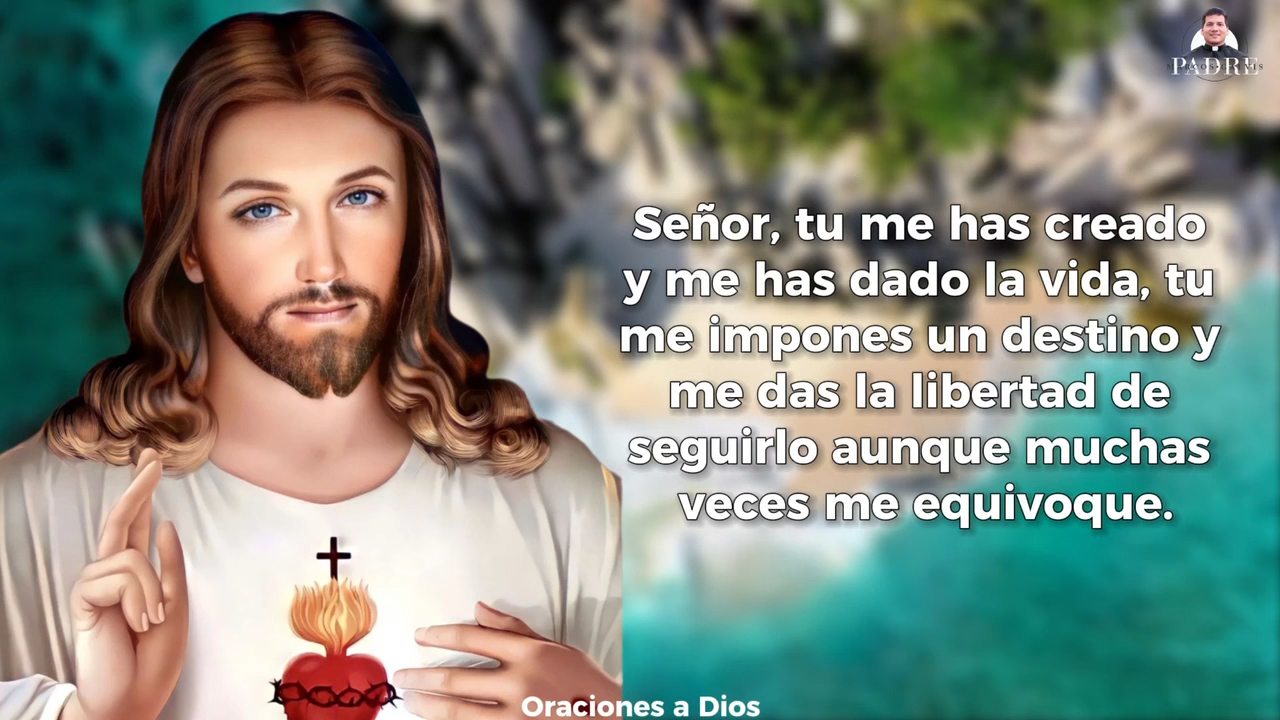 PADRE
Señor, tu me has creado
y me has dado la vida, tu
me impones un destino y
me das la libertad de
seguirlo aunque muchas
veces me equivoque.
Oraciones a Dios